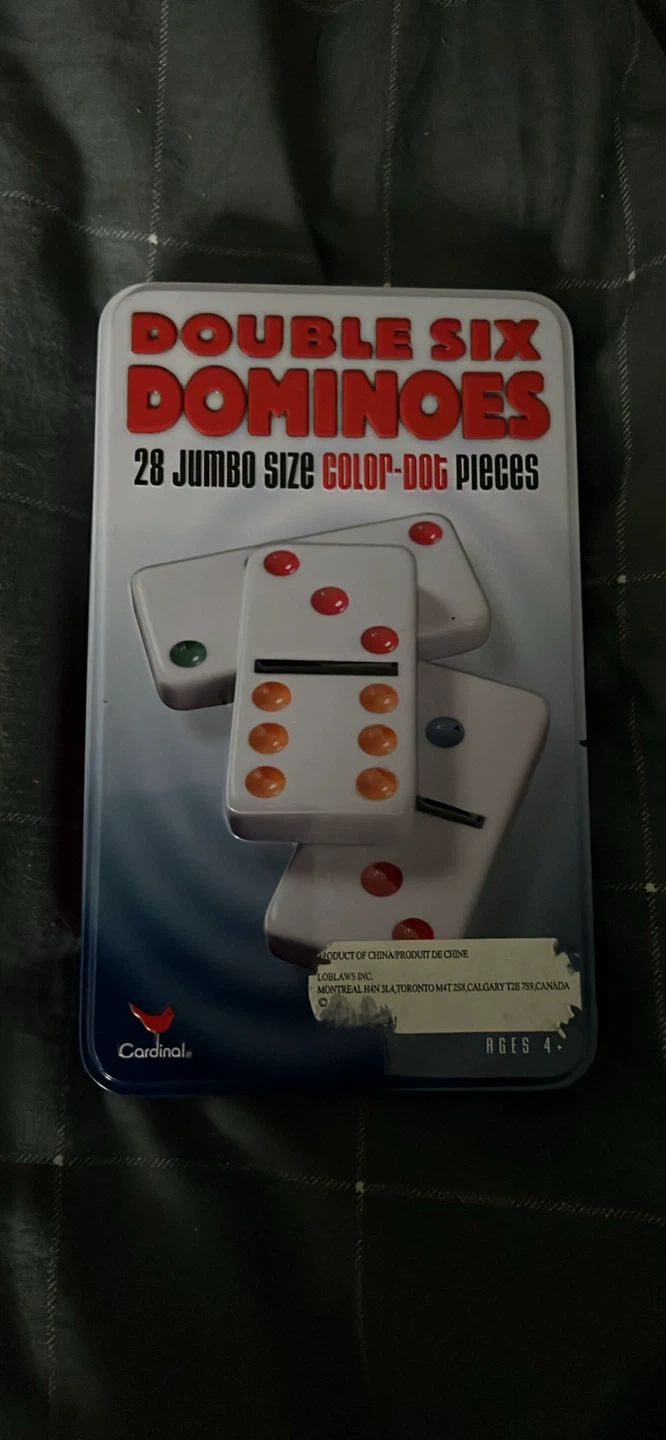 DOUBLE SIX
DOMINOES
28 JUMBO SIZE COLOR-DOT PIECES
PRODUCT OF CHINA/PRODUIT DE CHINE
LOBLAWS INC.
MONTREAL H4N 3L4,TORONTO M4T 2S8,CALGARY T2E 7S9,CANADA
©
Cardinal®
AGES 4+